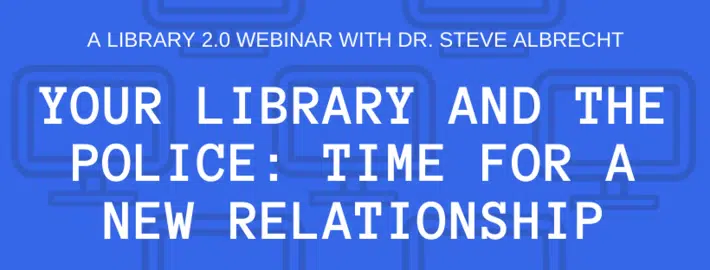 A LIBRARY 2.0 WEBINAR WITH DR. STEVE ALBRECHT
YOUR LIBRARY AND THE
POLICE: TIME FOR A
NEW RELATIONSHIP